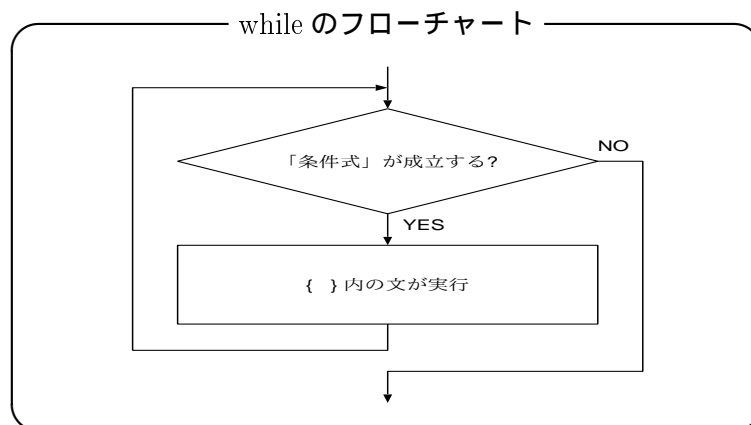 while のフローチャート
「条件式」が成立する?
NO
YES
{ } 内の文が実行